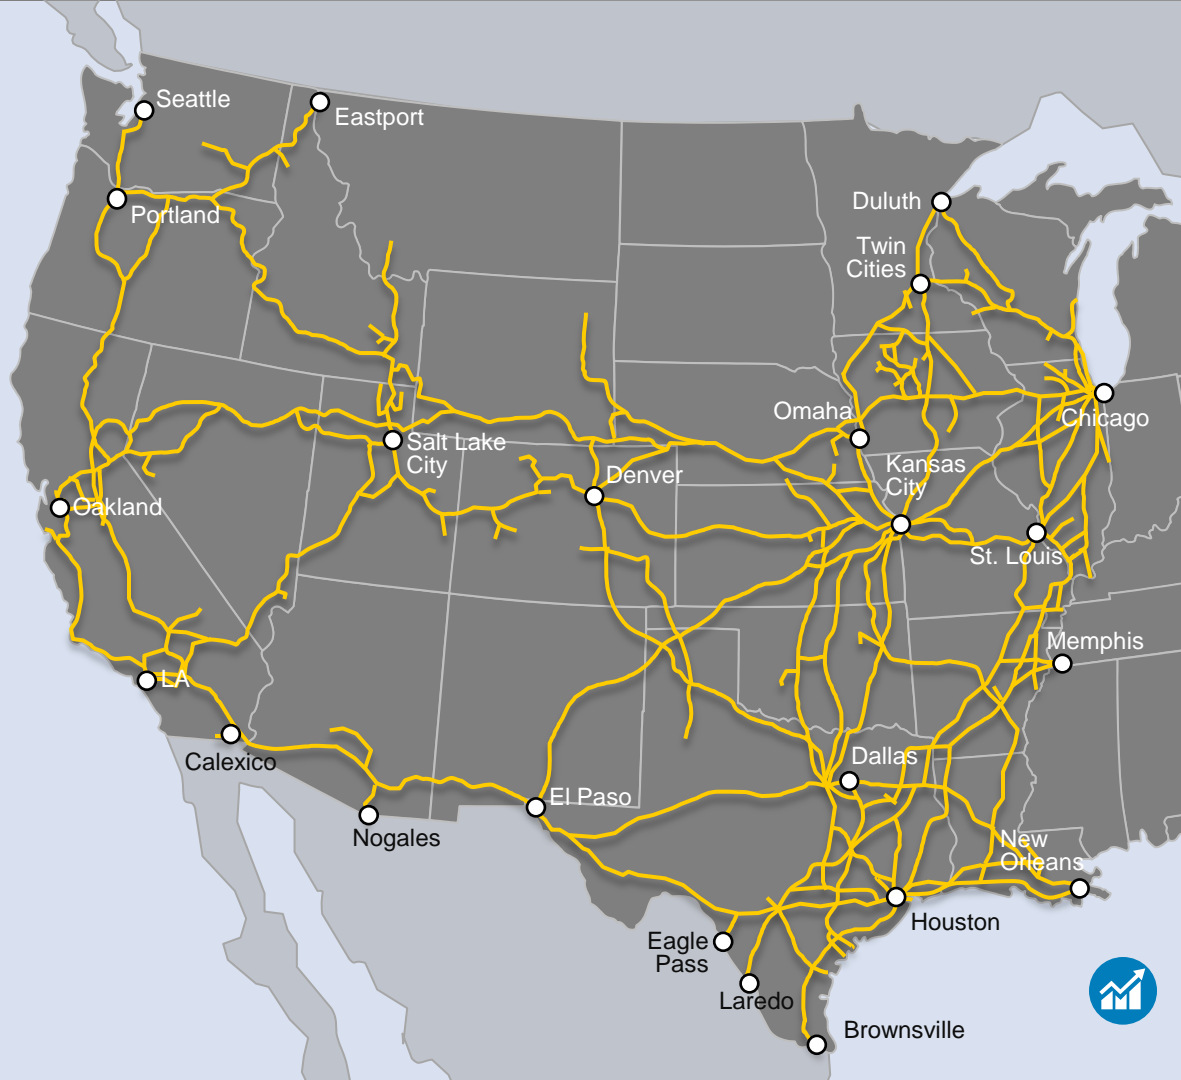 Seattle
Eastport
Portland
Duluth
Twin
Cities
Omaha
Chicago
Salt Lake
City
Denver
Kansas
City
Oakland
St. Louis
Memphis
LA
Calexico
Dallas
El Paso
Nogales
New
Orleans
Houston
Eagle
Pass
Laredo
Brownsville